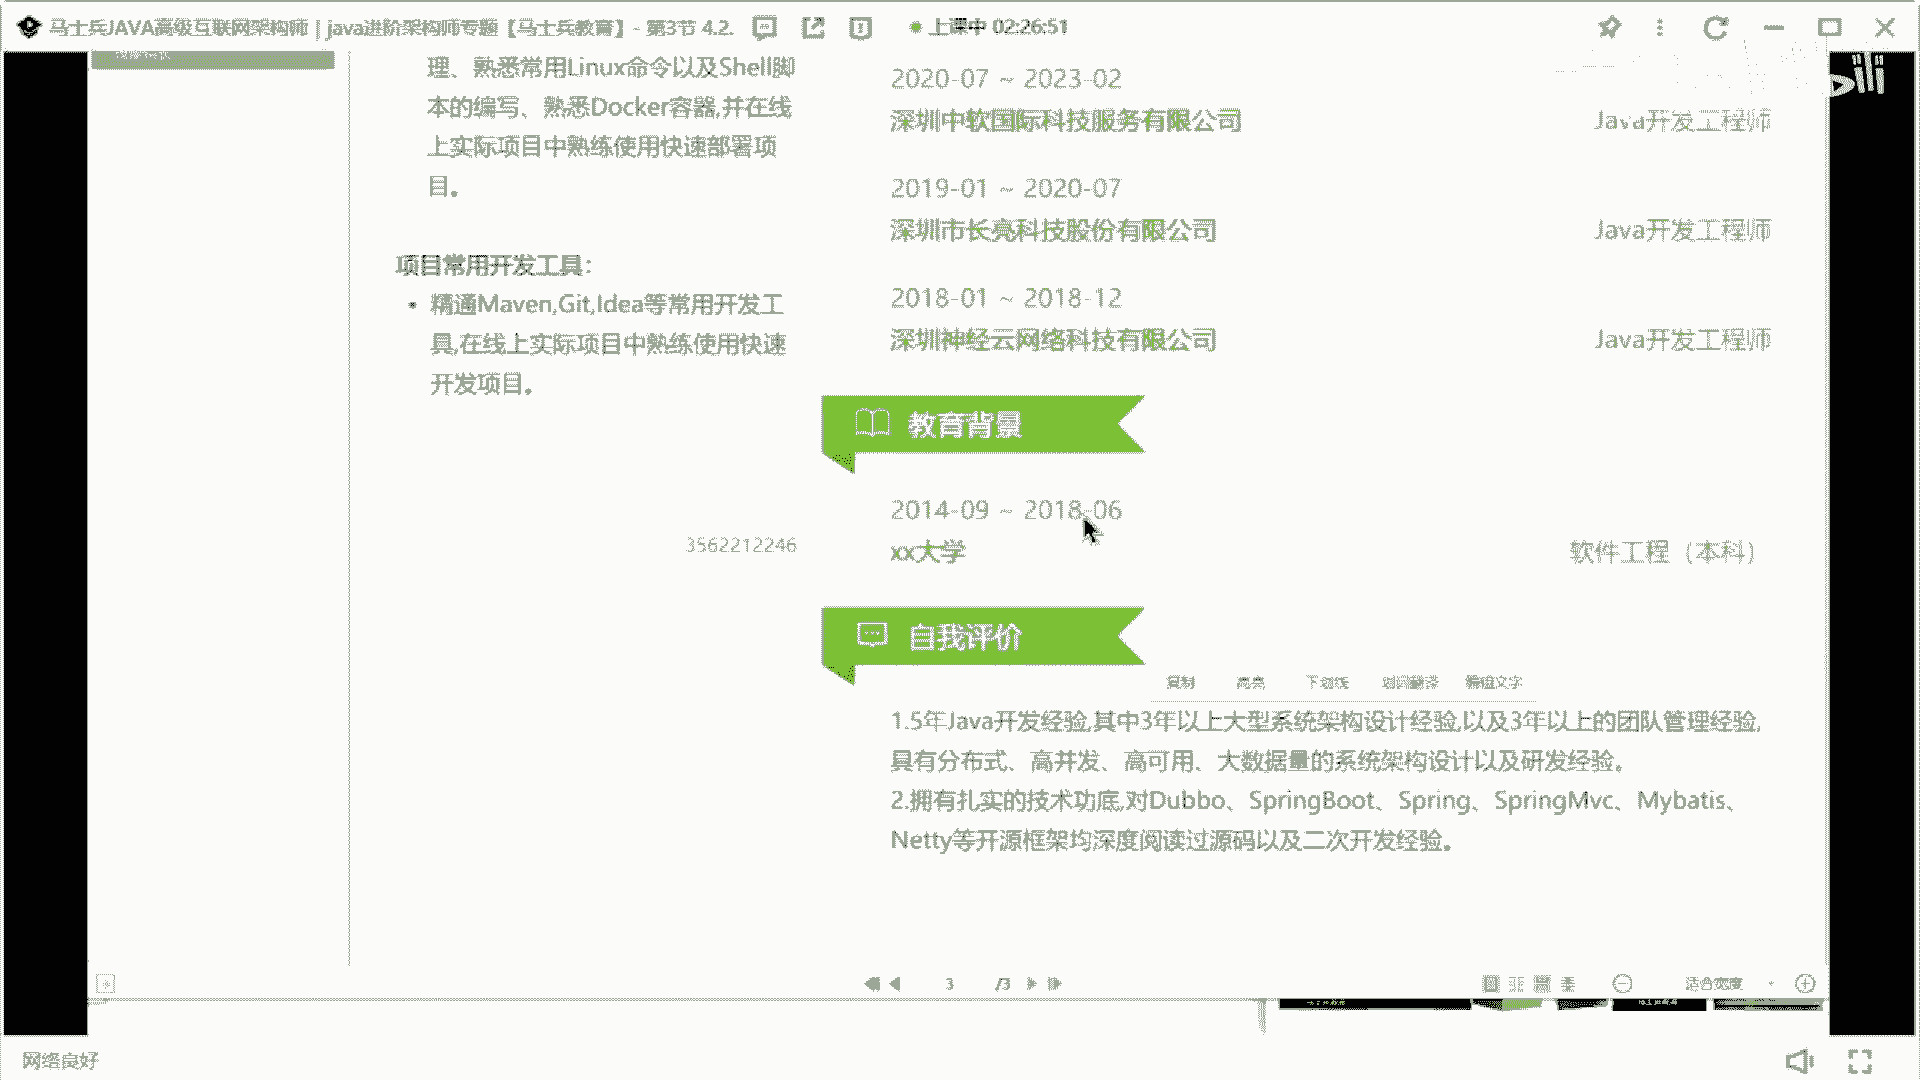 马士兵JAVA高级互联网架构师 | java进阶架构师专题【马士兵教育】- 第3节 4.2.
上课中 02:26:51
理、熟悉常用Linux命令以及Shell脚
本的编写、熟悉Docker容器,并在线
上实际项目中熟练使用快速部署项
目。
项目常用开发工具：
精通Maven,Git,Idea等常用开发工
具,在线上实际项目中熟练使用快速
开发项目。
3562212246
2020-07 ~ 2023-02
深圳中软国际科技服务有限公司
Java开发工程师
2019-01 ~ 2020-07
深圳市长亮科技股份有限公司
Java开发工程师
2018-01 ~ 2018-12
深圳神经云网络科技有限公司
Java开发工程师
教育背景
2014-09 ~ 2018-06
xx大学
软件工程（本科）
自我评价
复制 高亮 下划线 划词翻译 编组文字
1.5年Java开发经验,其中3年以上大型系统架构设计经验,以及3年以上的团队管理经验,
具有分布式、高并发、高可用、大数据量的系统架构设计以及研发经验。
2.拥有扎实的技术功底,对Dubbo、SpringBoot、Spring、SpringMvc、Mybatis、
Netty等开源框架均深度阅读过源码以及二次开发经验。
3 /3
适合宽度
网络良好